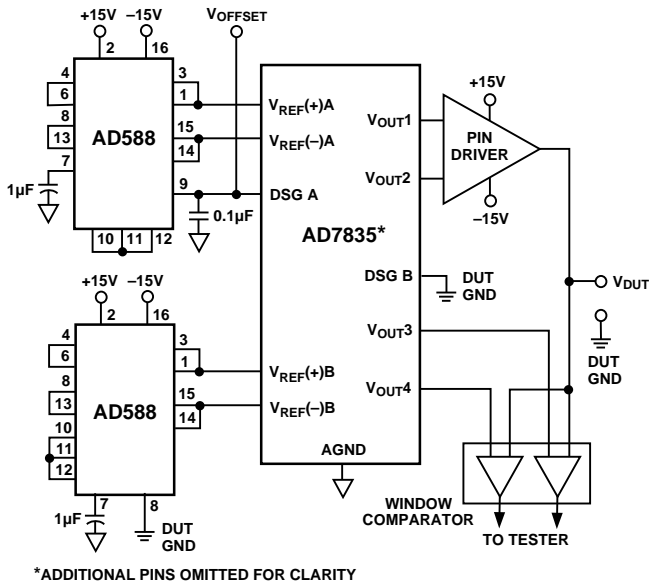 +15V −15V VOFFSET
2 16
4 3
6 1 VREF(+)A
8 15
13 AD588 VREF(−)A
14
7 9 DSG A
1µF 0.1µF
10 11 12
AD7835*
VOUT1 +15V
PIN
DRIVER
VOUT2
−15V
DSG B DUT
GND
VDUT
DUT
GND
VOUT3
VOUT4
+15V −15V
2 16
4 3
6 1 VREF(+)B
8 15
13 AD588 VREF(−)B
14
10
11
12
7 8
1µF DUT
GND
AGND
WINDOW
COMPARATOR
TO TESTER
*ADDITIONAL PINS OMITTED FOR CLARITY